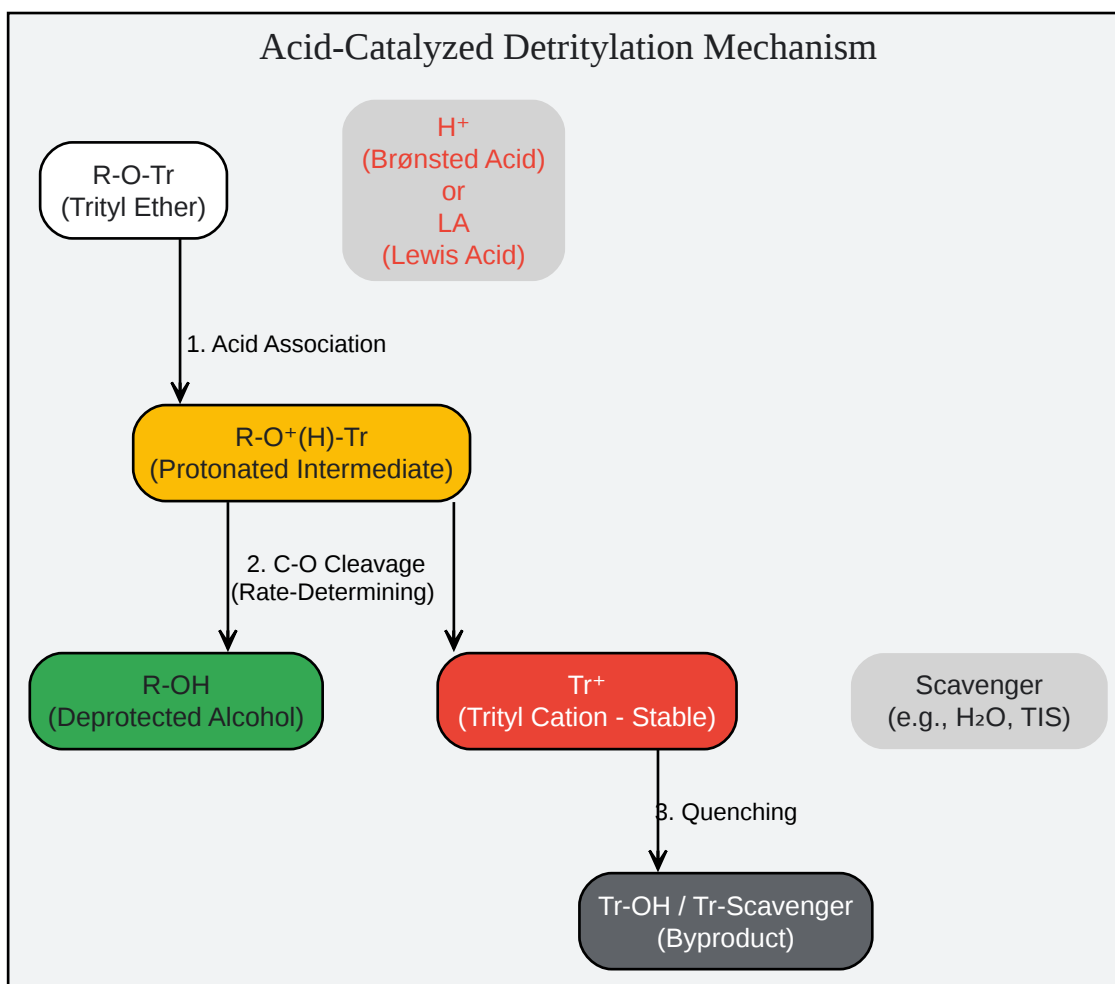 Acid-Catalyzed Detritylation Mechanism
H⁺
(Brønsted Acid)
or
LA
(Lewis Acid)
R-O-Tr
(Trityl Ether)
1. Acid Association
R-O⁺(H)-Tr
(Protonated Intermediate)
2. C-O Cleavage
(Rate-Determining)
R-OH
(Deprotected Alcohol)
Tr⁺
(Trityl Cation - Stable)
Scavenger
(e.g., H₂O, TIS)
3. Quenching
Tr-OH / Tr-Scavenger
(Byproduct)